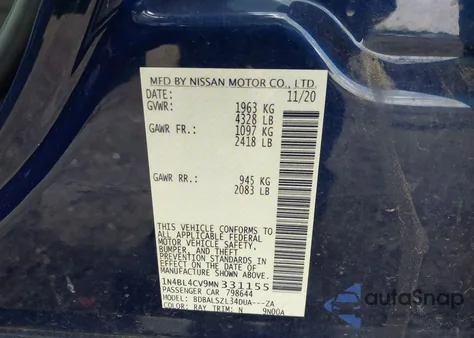 MFD BY NISSAN MOTOR CO., LTD.
DATE: 11/20
GVWR: 1963 KG
4328 LB
GAWR FR.: 1097 KG
2418 LB
GAWR RR.: 945 KG
2083 LB
THIS VEHICLE CONFORMS TO
ALL APPLICABLE FEDERAL
MOTOR VEHICLE SAFETY,
BUMPER, AND THEFT
PREVENTION STANDARDS IN
EFFECT ON THE DATE OF
MANUFACTURE SHOWN ABOVE.
1N4BL4CV9MN331155
PASSENGER CAR 798644
MODEL: BDBALSZL34DUA---ZA
COLOR: RAY TRIM: N 9N00A
autoSnap